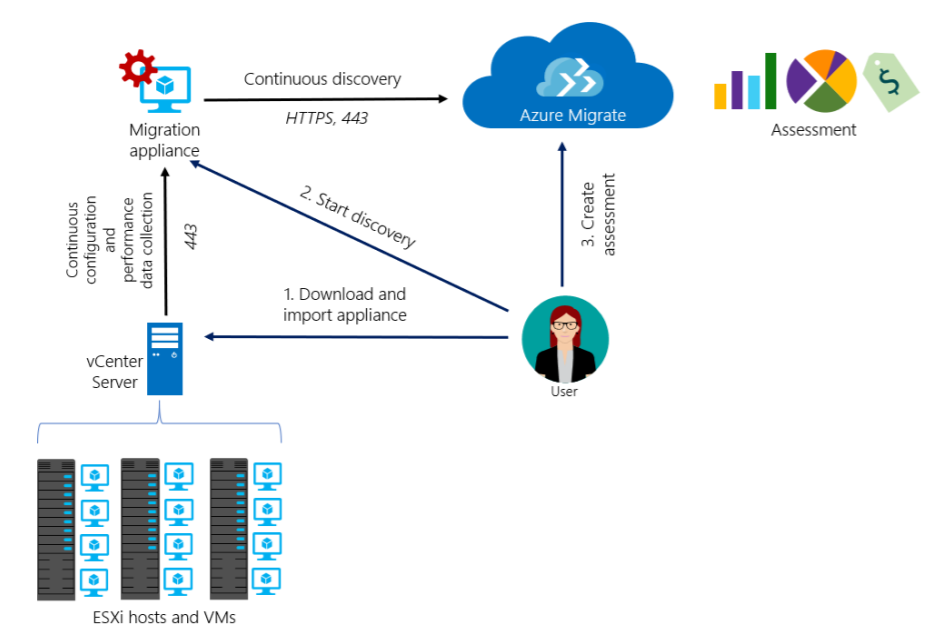 Continuous discovery
HTTPS, 443
Azure Migrate
Assessment
Migration
appliance
Continuous
configuration
and
performance
data collection
443
2. Start discovery
3. Create
assessment
1. Download and
import appliance
vCenter
Server
User
ESXi hosts and VMs